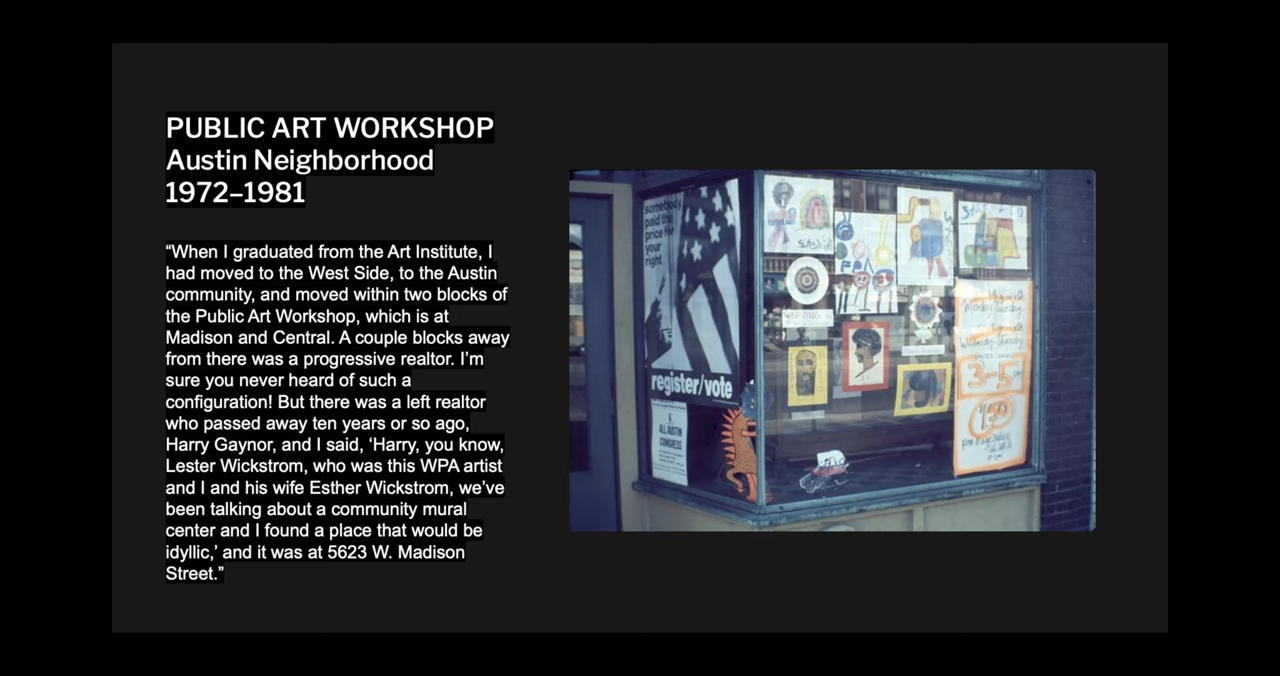 PUBLIC ART WORKSHOP
Austin Neighborhood
1972–1981
“When I graduated from the Art Institute, I
had moved to the West Side, to the Austin
community, and moved within two blocks of
the Public Art Workshop, which is at
Madison and Central. A couple blocks away
from there was a progressive realtor. I’m
sure you never heard of such a
configuration! But there was a left realtor
who passed away ten years or so ago,
Harry Gaynor, and I said, ‘Harry, you know,
Lester Wickstrom, who was this WPA artist
and I and his wife Esther Wickstrom, we’ve
been talking about a community mural
center and I found a place that would be
idyllic,’ and it was at 5623 W. Madison
Street.”
somebody
paid the
price for
your
right
register/vote
ALL AUSTIN
CONGRESS
WEAVING
3-5